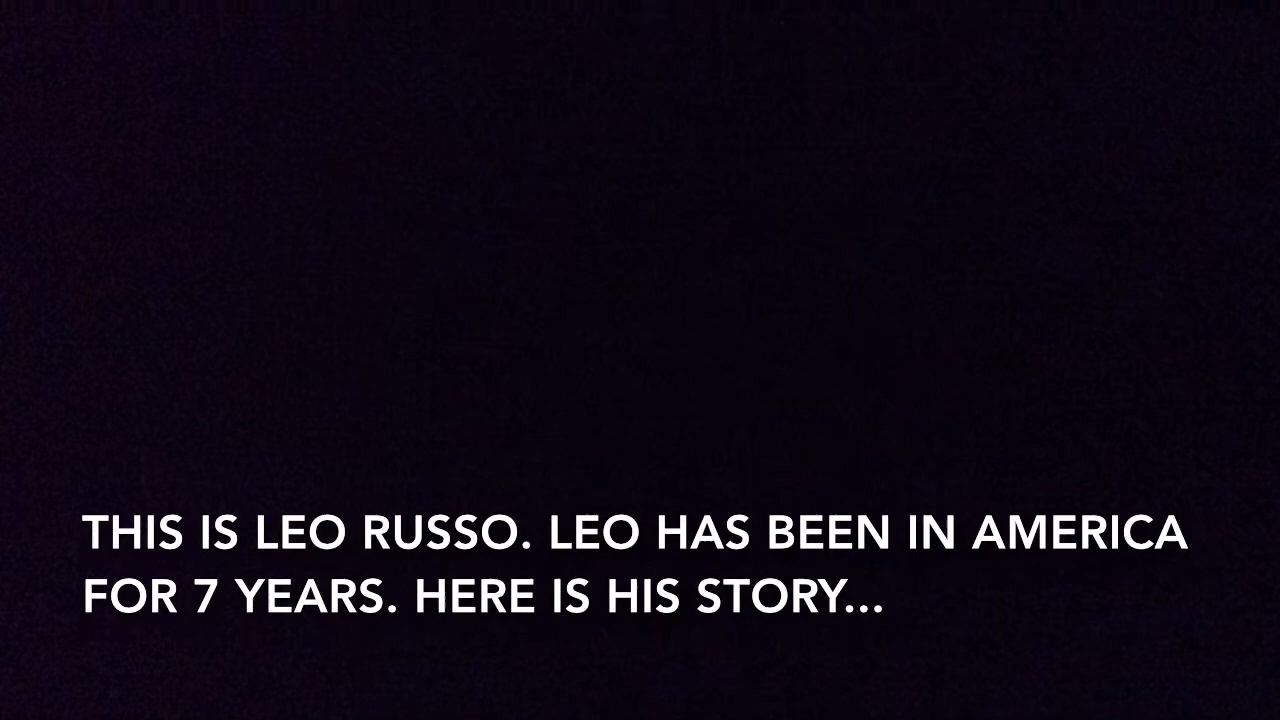 THIS IS LEO RUSSO. LEO HAS BEEN IN AMERICA
FOR 7 YEARS. HERE IS HIS STORY...